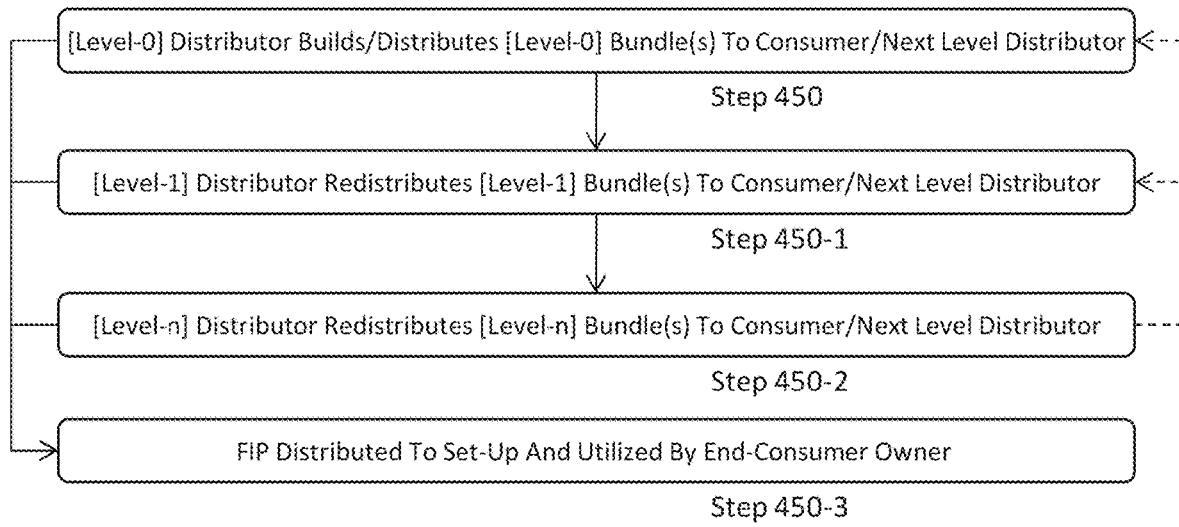 [Level-0] Distributor Builds/Distributes [Level-0] Bundle(s) To Consumer/Next Level Distributor
Step 450
[Level-1] Distributor Redistributes [Level-1] Bundle(s) To Consumer/Next Level Distributor
Step 450-1
[Level-n] Distributor Redistributes [Level-n] Bundle(s) To Consumer/Next Level Distributor
Step 450-2
FIP Distributed To Set-Up And Utilized By End-Consumer Owner
Step 450-3